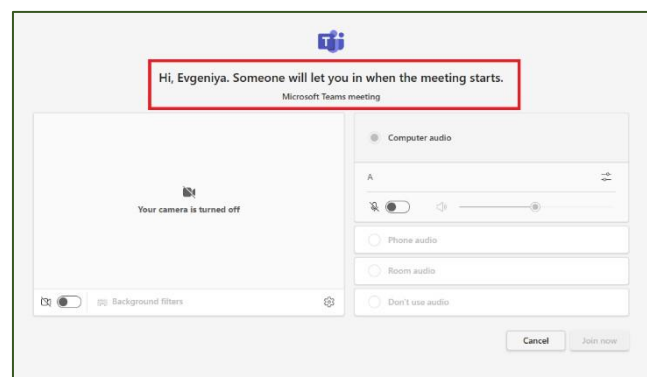 Hi, Evgeniya. Someone will let you in when the meeting starts.
Microsoft Teams meeting
Computer audio
A
Your camera is turned off
Phone audio
Room audio
Background filters
Don't use audio
Cancel
Join now